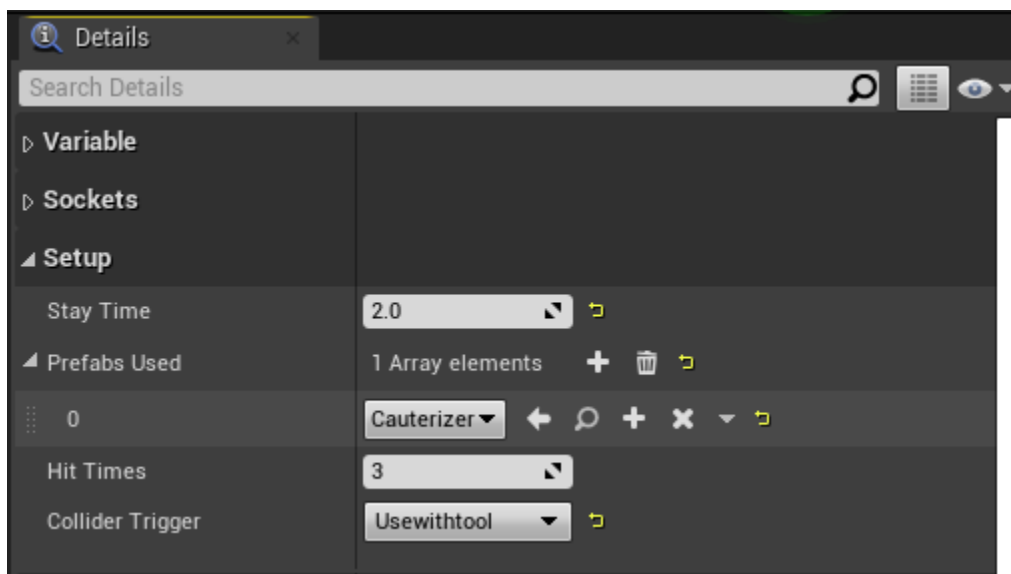 Details
Search Details
Variable
Sockets
Setup
Stay Time 2.0
Prefabs Used 1 Array elements
0 Cauterizer
Hit Times 3
Collider Trigger Usewithtool